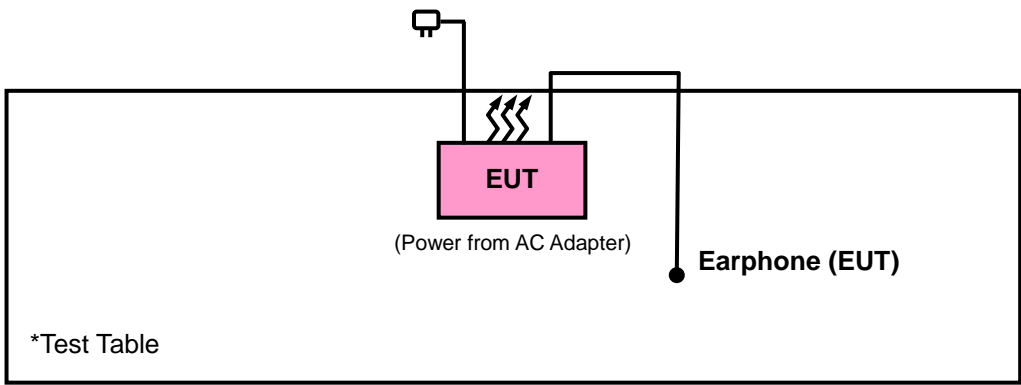 EUT
(Power from AC Adapter)
Earphone (EUT)
*Test Table